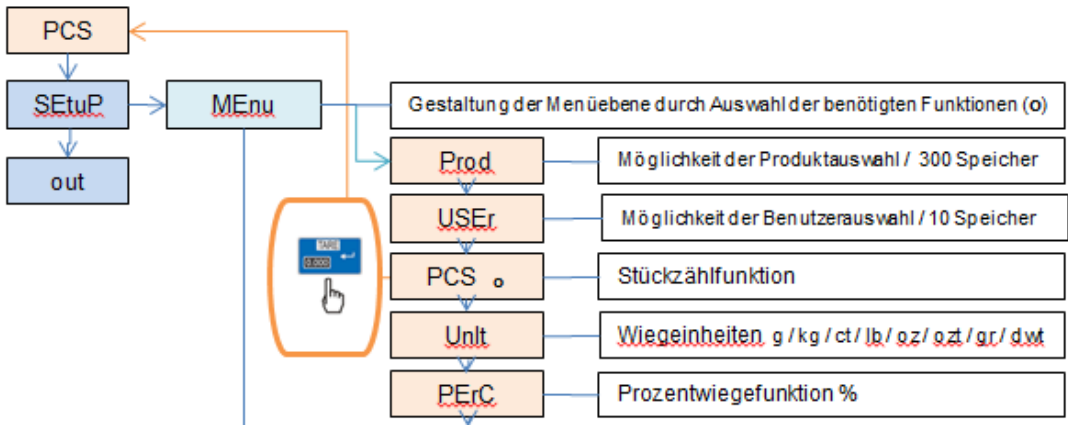 PCS
SEtuP
MEnu
Gestaltung der Menüebene durch Auswahl der benötigten Funktionen (o)
out
Prod
Möglichkeit der Produktauswahl / 300 Speicher
USEr
Möglichkeit der Benutzerauswahl / 10 Speicher
TARE
0.000
PCS o
Stückzählfunktion
UnIt
Wiegeinheiten g / kg / ct / lb / oz / ozt / gr / dwt
PErC
Prozentwiegefunktion %